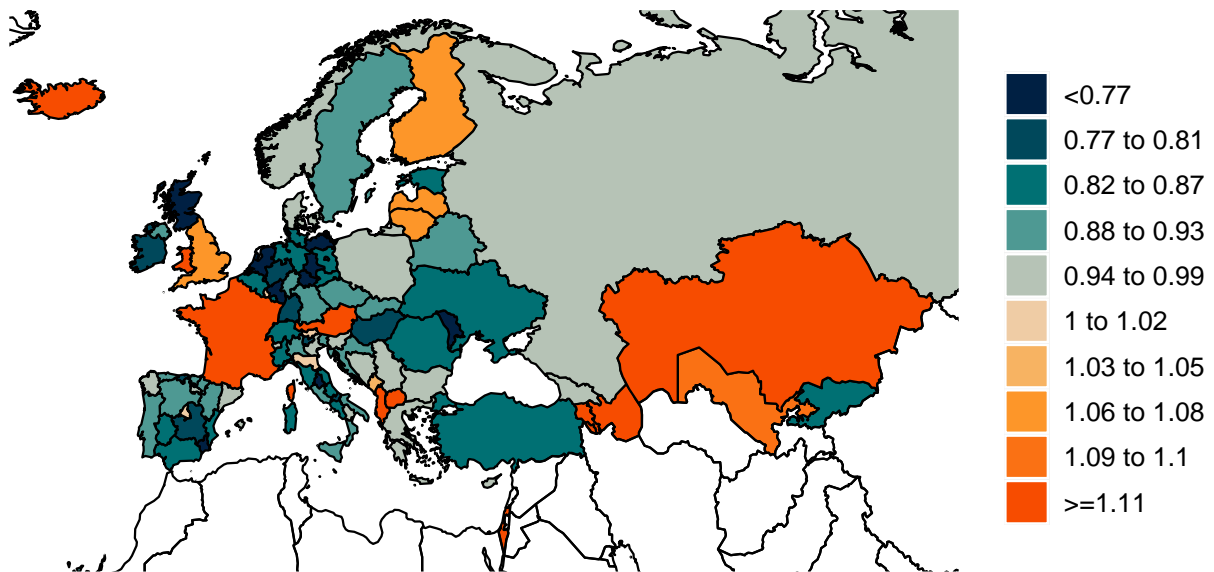 <0.77
0.77 to 0.81
0.82 to 0.87
0.88 to 0.93
0.94 to 0.99
1 to 1.02
1.03 to 1.05
1.06 to 1.08
1.09 to 1.1
>=1.11